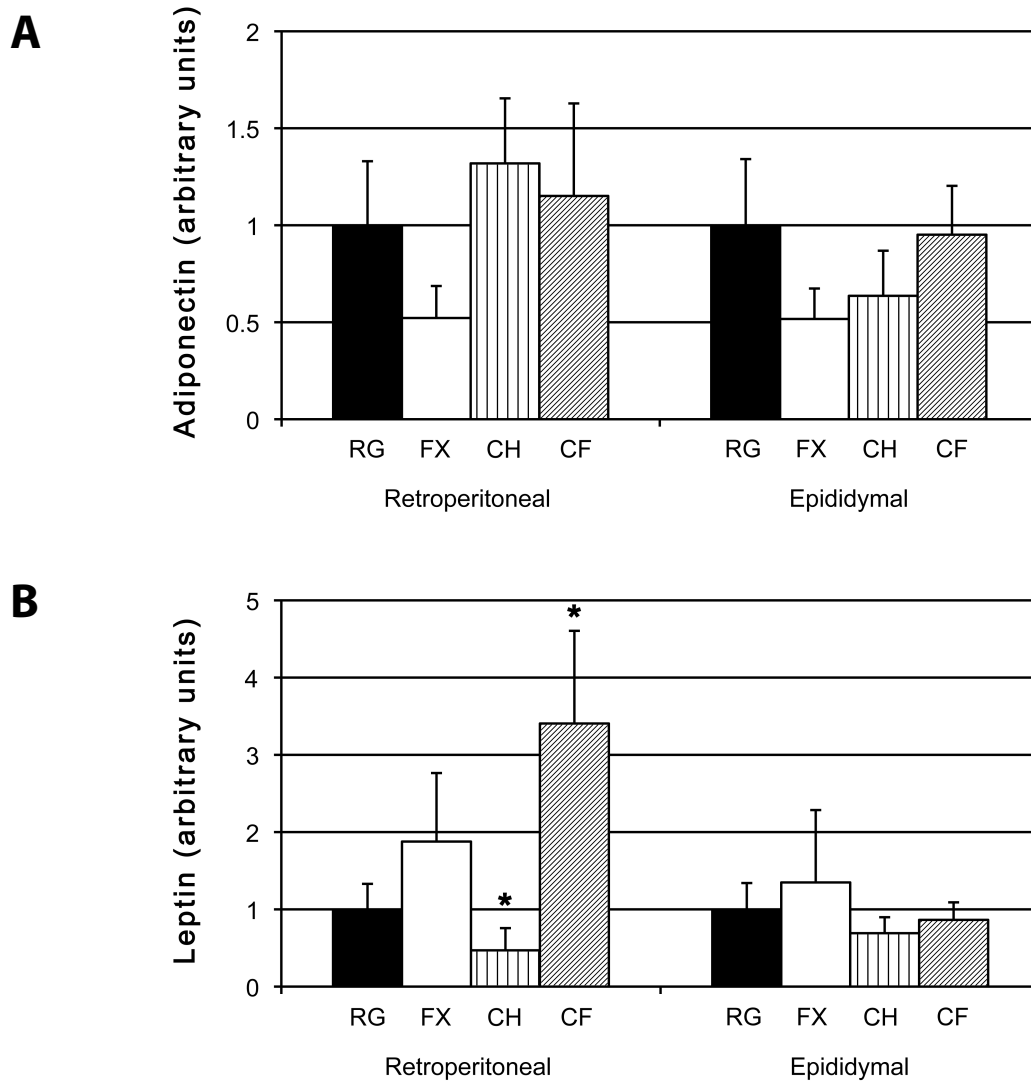 A
Adiponectin (arbitrary units)
2
1.5
1
0.5
0
RG FX CH CF RG FX CH CF
Retroperitoneal Epididymal
B
Leptin (arbitrary units)
5
4
3
2
1
0
*
*
RG FX CH CF RG FX CH CF
Retroperitoneal Epididymal